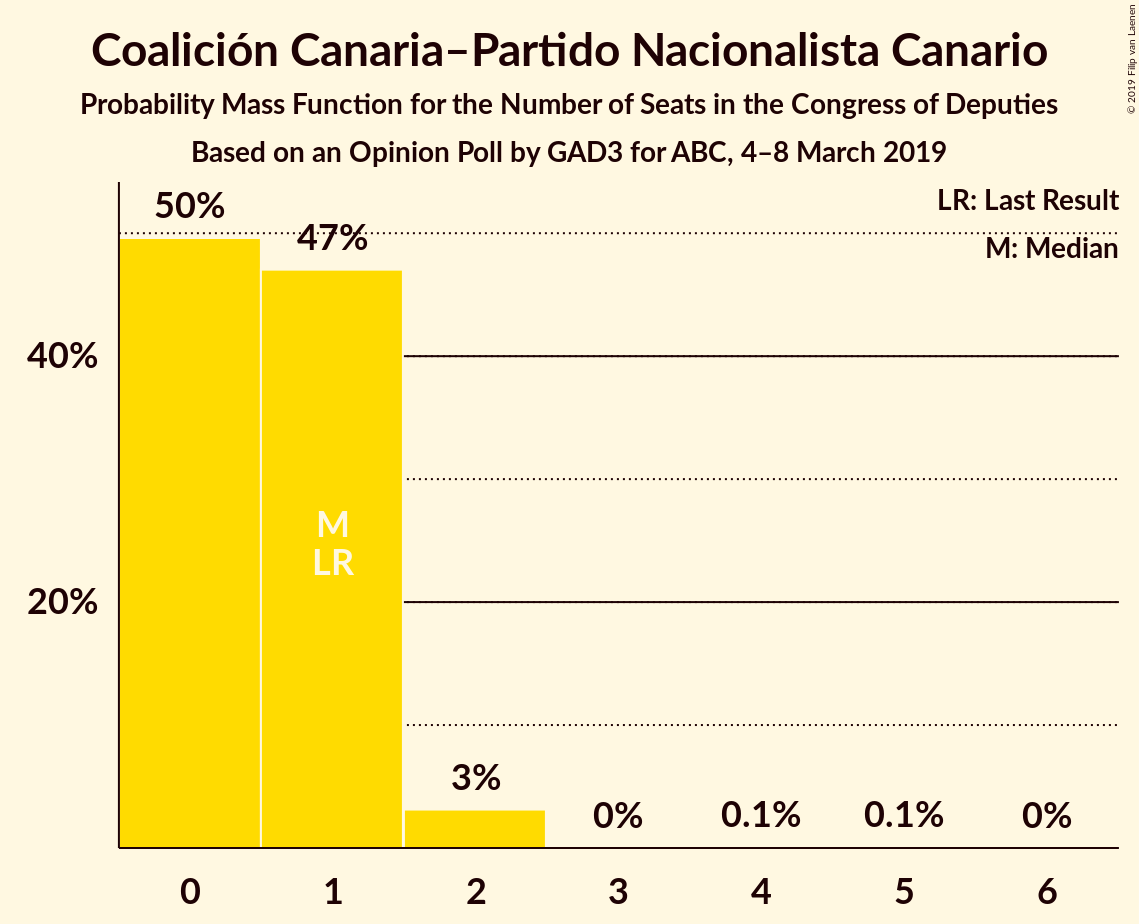 Coalición Canaria–Partido Nacionalista Canario
Probability Mass Function for the Number of Seats in the Congress of Deputies
Based on an Opinion Poll by GAD3 for ABC, 4–8 March 2019
© 2019 Filip van Laenen
LR: Last Result
M: Median
50%
47%
40%
M
LR
20%
3%
0%
0.1%
0.1%
0%
0 1 2 3 4 5 6